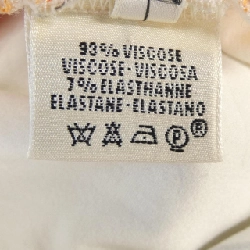 93% VISCOSE
VISCOSE - VISCOSA
7% ELASTHANNE
ELASTANE - ELASTANO
P ®